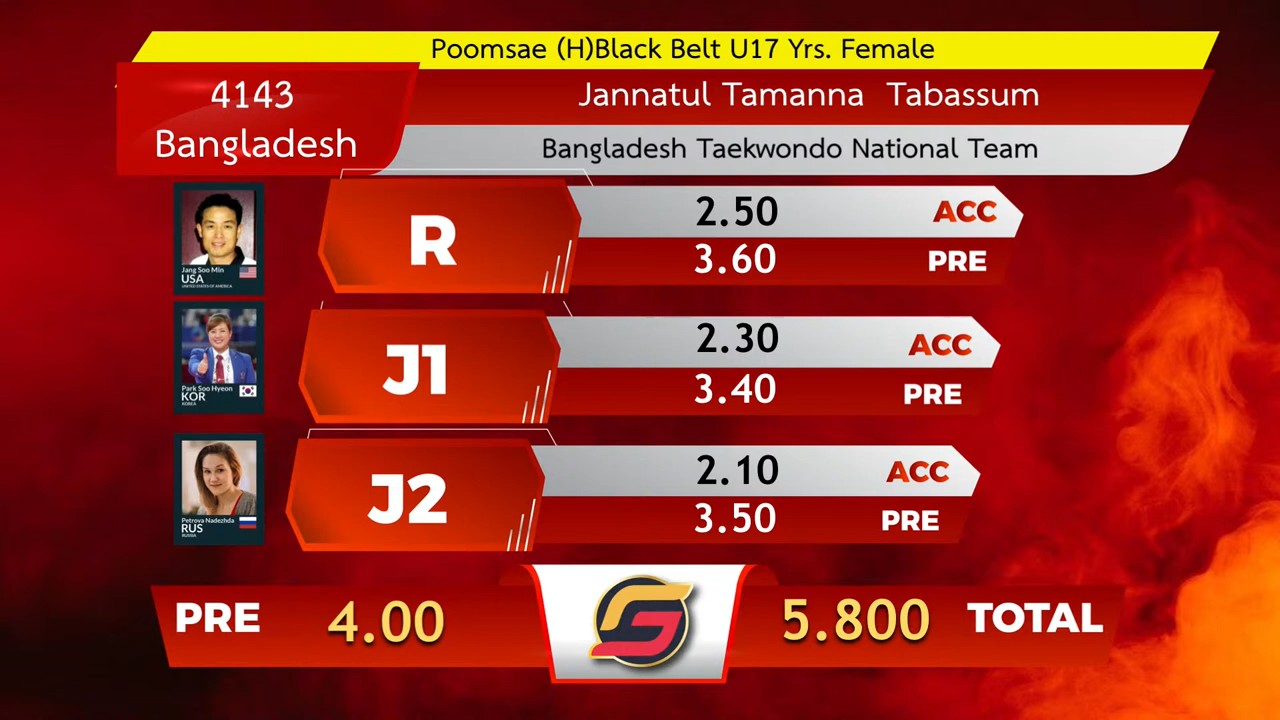 Poomsae (H)Black Belt U17 Yrs. Female
4143
Bangladesh
Jannatul Tamanna  Tabassum
Bangladesh Taekwondo National Team
Jang Soo Min
USA
UNITED STATES OF AMERICA
R
2.50 ACC
3.60 PRE
Park Soo Hyeon
KOR
KOREA
J1
2.30 ACC
3.40 PRE
Petrova Nadezhda
RUS
RUSSIA
J2
2.10 ACC
3.50 PRE
PRE 4.00
G
5.800 TOTAL